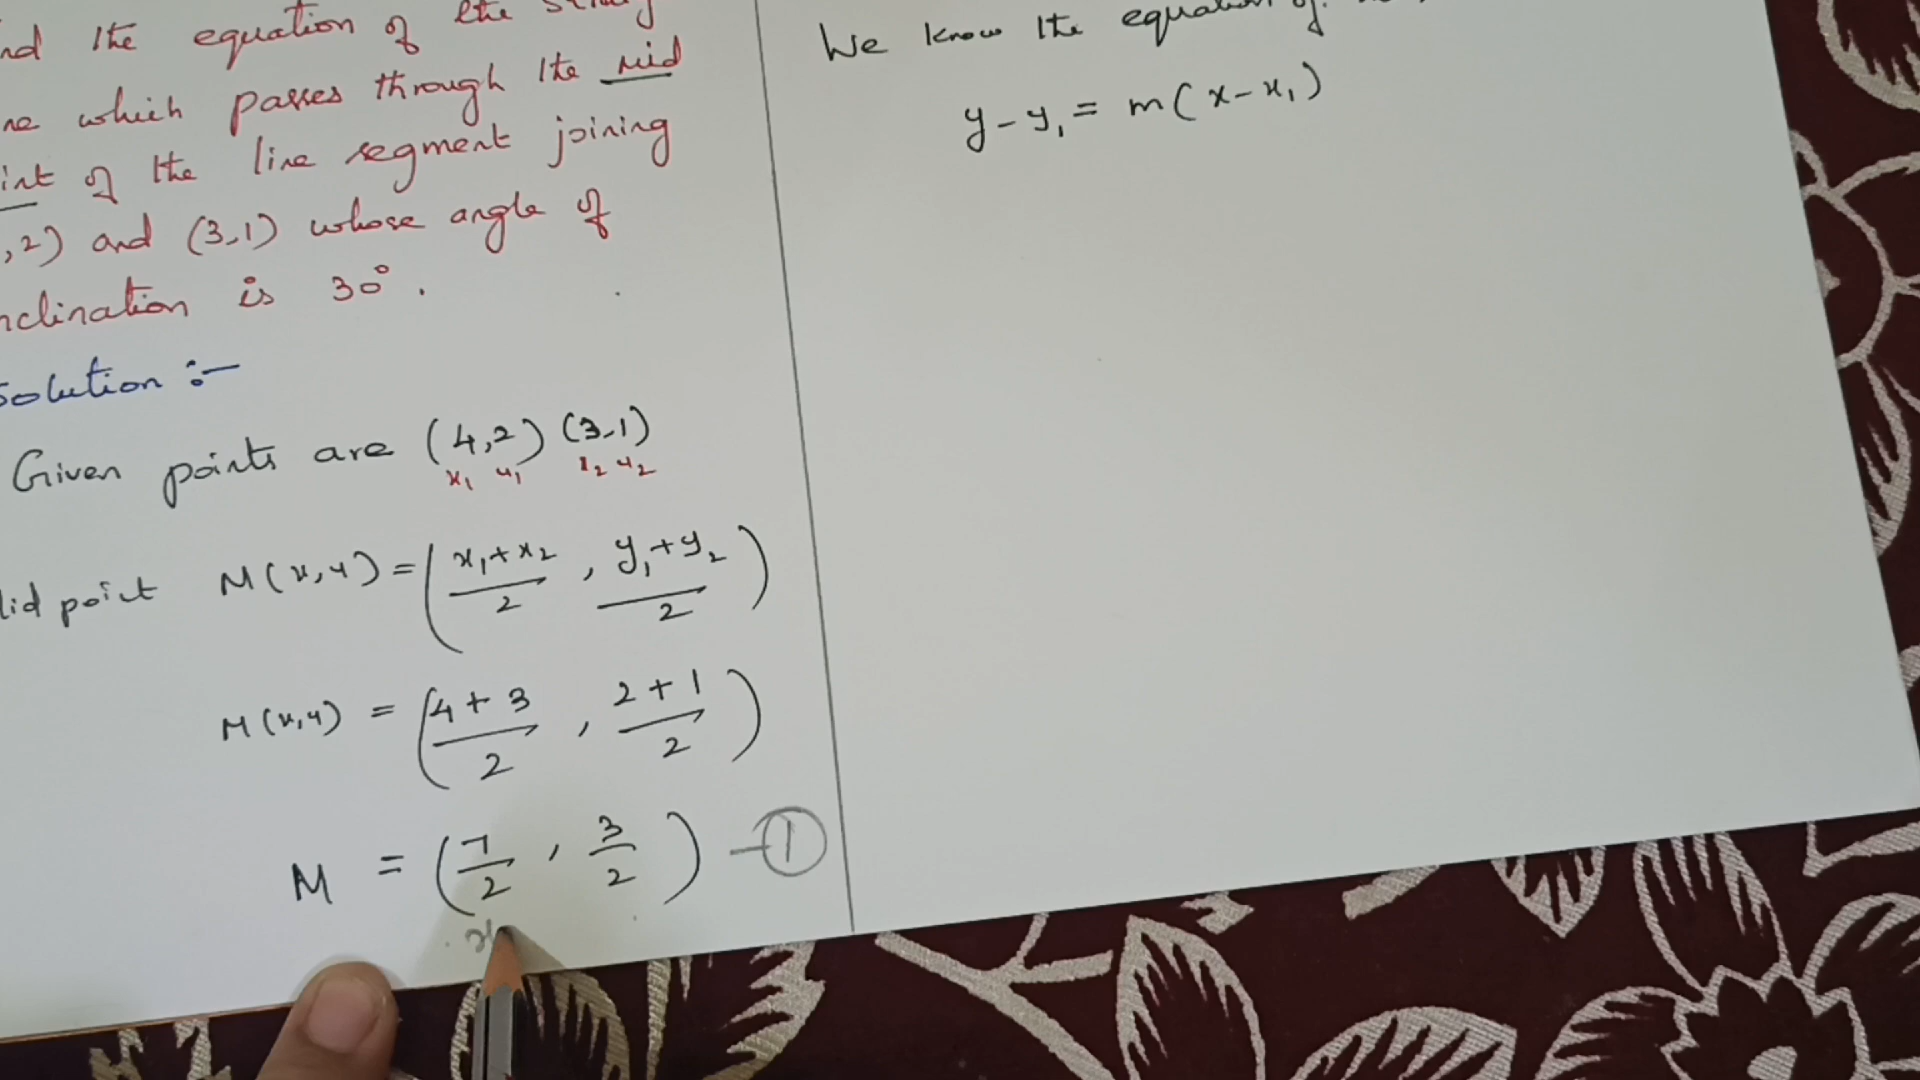 the equation of the
which passes through the mid
of the line segment joining
,2) and (3,1) whose angle of
is 30°.
:-
Given points are (4,2) (3,1)
x₁ y₁ x₂ y₂
point M(x,y) = (x₁+x₂/2 , y₁+y₂/2)
M(x,y) = (4+3/2 , 2+1/2)
M = (7/2 , 3/2) -①
We know the
y-y₁ = m(x-x₁)